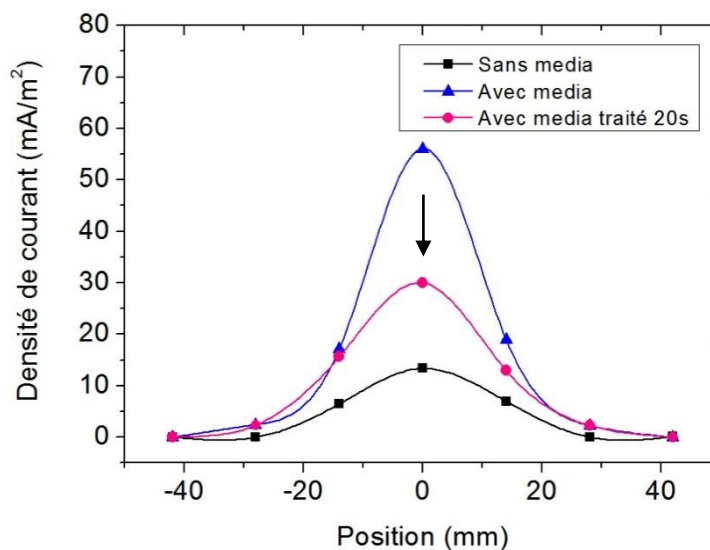 80
70
60
50
40
30
20
10
0
Densité de courant (mA/m²)
Sans media
Avec media
Avec media traité 20s
-40 -20 0 20 40
Position (mm)